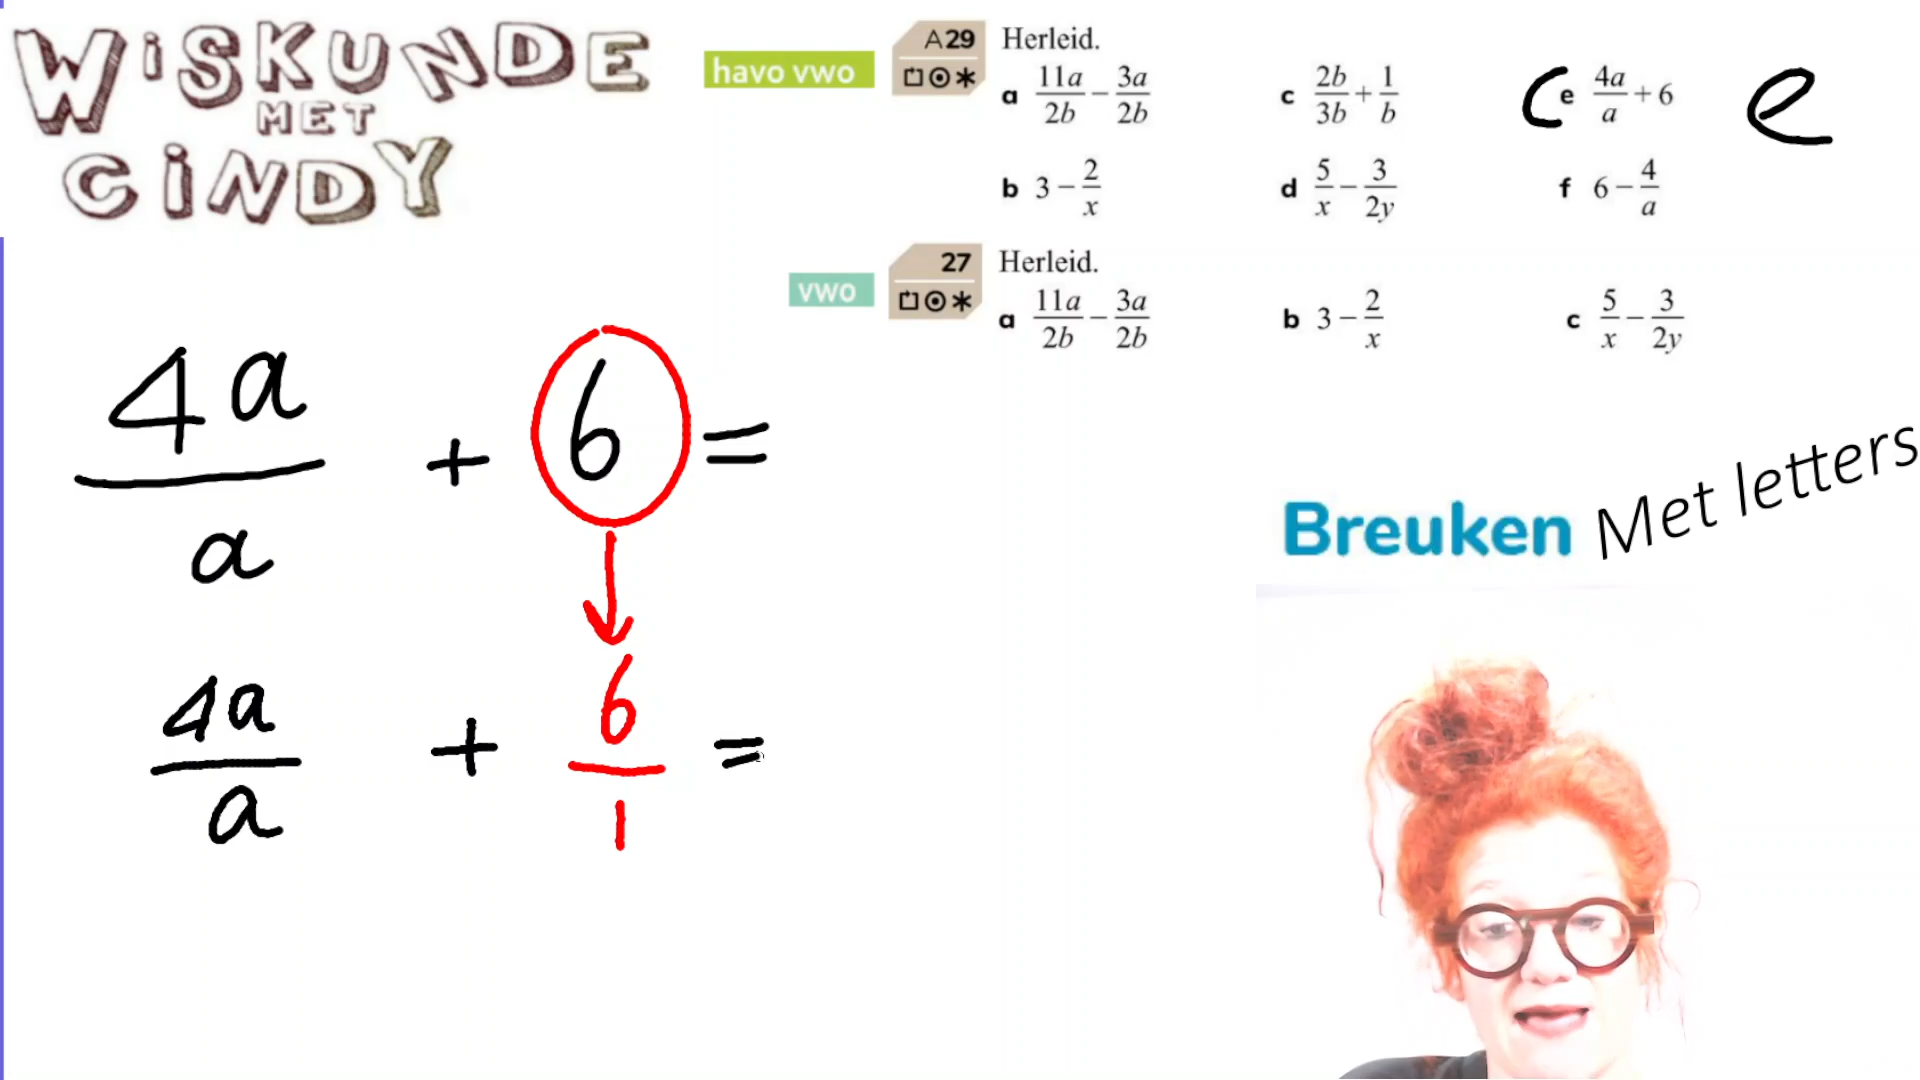 WiSKUNDE
MET
CiNDY
havo vwo
A29 Herleid.
a 11a/2b − 3a/2b
c 2b/3b + 1/b
e 4a/a + 6
b 3 − 2/x
d 5/x − 3/2y
f 6 − 4/a
C e
vwo
27 Herleid.
a 11a/2b − 3a/2b
b 3 − 2/x
c 5/x − 3/2y
4a/a + 6 =
4a/a + 6/1 =
Breuken Met letters